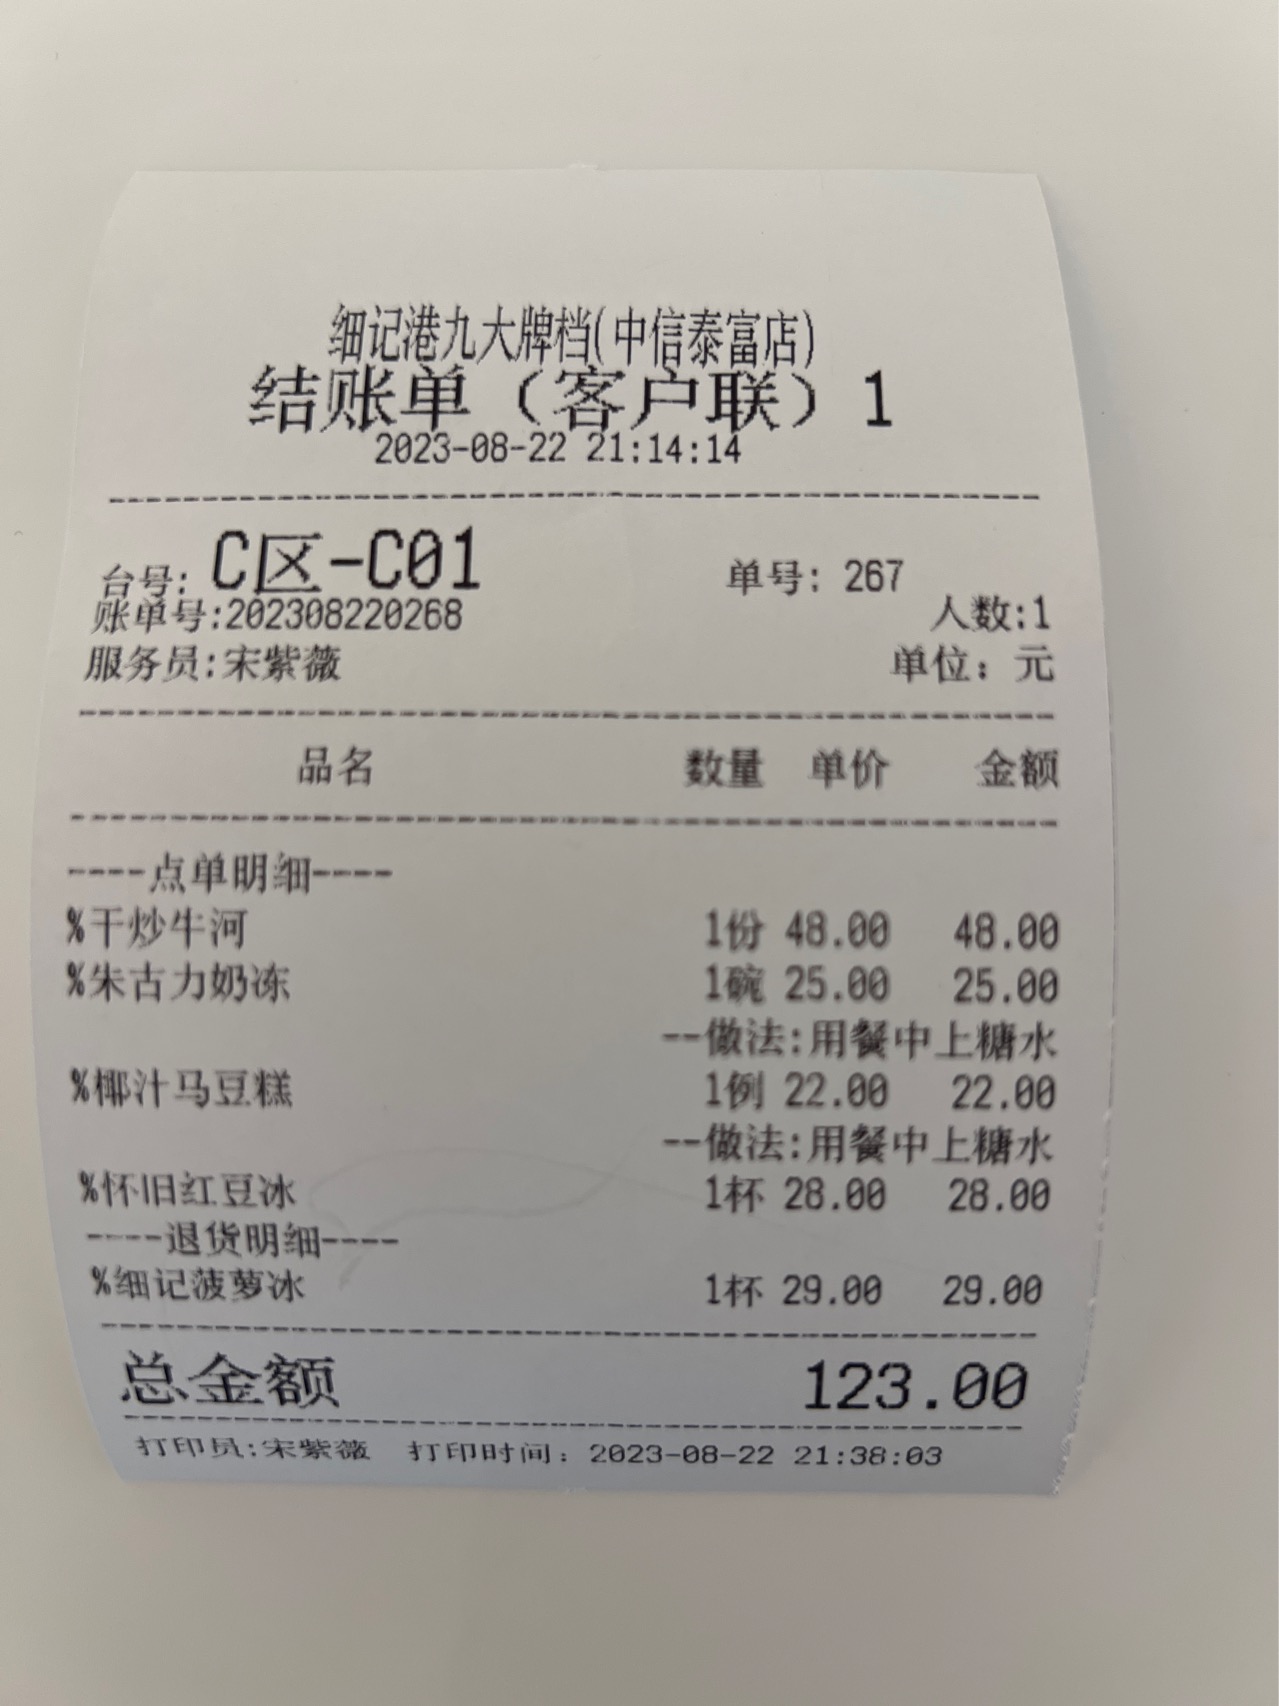 细记港九大牌档(中信泰富店)
结账单（客户联）1
2023-08-22 21:14:14
台号: C区-C01 单号: 267
账单号:202308220268 人数:1
服务员:宋紫薇 单位: 元
品名 数量 单价 金额
----点单明细----
%干炒牛河 1份 48.00 48.00
%朱古力奶冻 1碗 25.00 25.00
--做法:用餐中上糖水
%椰汁马豆糕 1例 22.00 22.00
--做法:用餐中上糖水
%怀旧红豆冰 1杯 28.00 28.00
----退货明细----
%细记菠萝冰 1杯 29.00 29.00
总金额 123.00
打印员:宋紫薇 打印时间: 2023-08-22 21:38:03